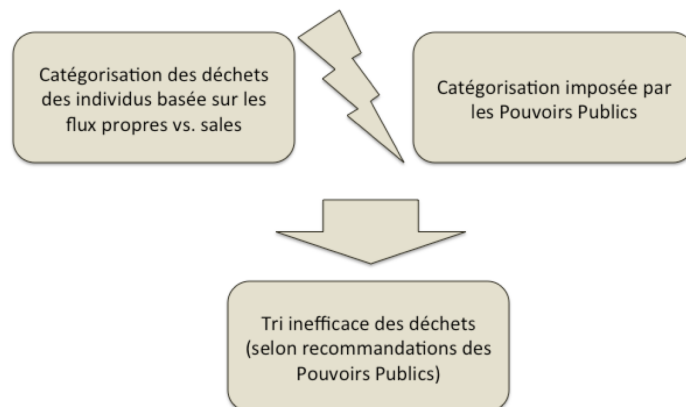 Catégorisation des déchets
des individus basée sur les
flux propres vs. sales
Catégorisation imposée par
les Pouvoirs Publics
Tri inefficace des déchets
(selon recommandations des
Pouvoirs Publics)